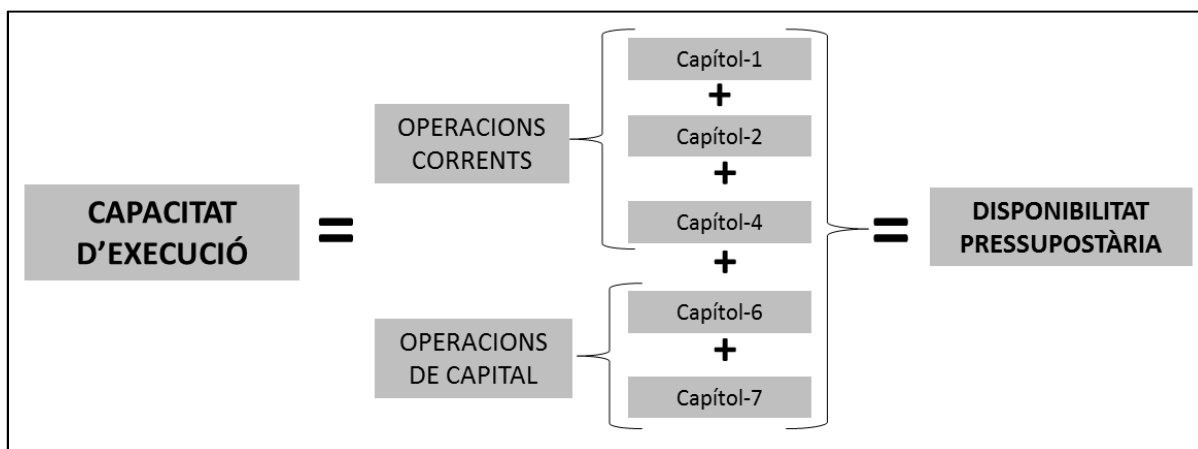 CAPACITAT
D’EXECUCIÓ
=
OPERACIONS
CORRENTS
Capítol-1
+
Capítol-2
+
Capítol-4
+
OPERACIONS
DE CAPITAL
Capítol-6
+
Capítol-7
=
DISPONIBILITAT
PRESSUPOSTÀRIA